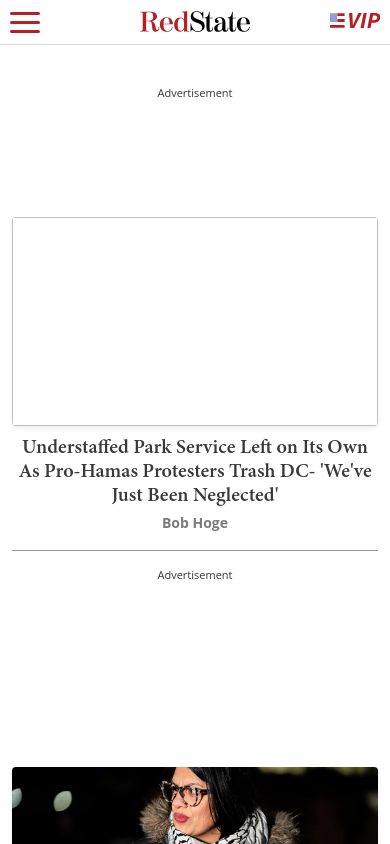 RedState
VIP
Advertisement
Understaffed Park Service Left on Its Own
As Pro-Hamas Protesters Trash DC- 'We've
Just Been Neglected'
Bob Hoge
Advertisement